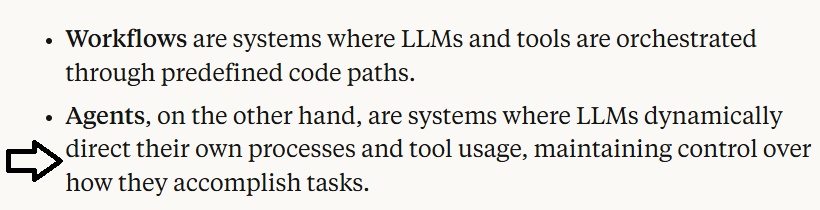 • Workflows are systems where LLMs and tools are orchestrated
through predefined code paths.
• Agents, on the other hand, are systems where LLMs dynamically
direct their own processes and tool usage, maintaining control over
how they accomplish tasks.